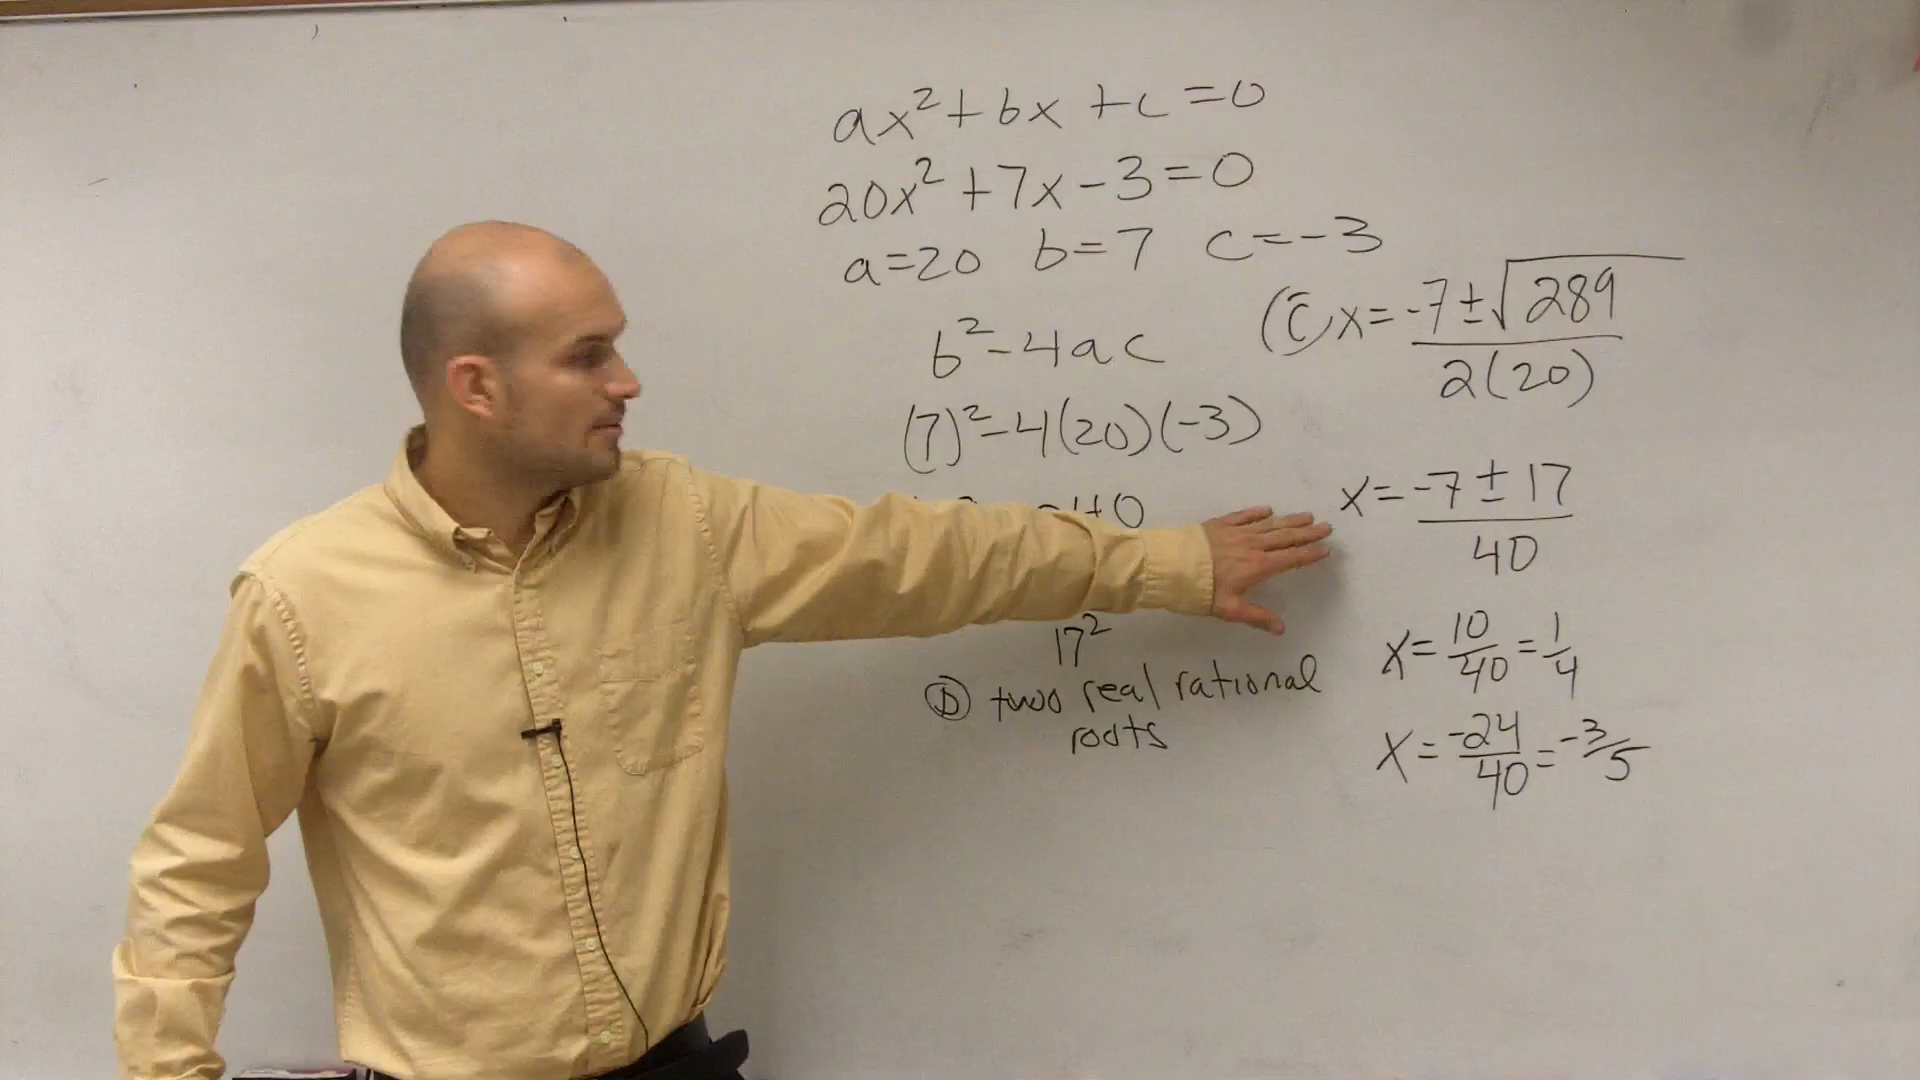 ax²+bx+c=0
20x²+7x-3=0
a=20 b=7 c=-3
b²-4ac
(7)²-4(20)(-3)
40
17²
ⓑ two real rational
roots
ⓒ x = (-7±√289)/(2(20))
x = (-7±17)/40
x = 10/40 = 1/4
x = -24/40 = -3/5